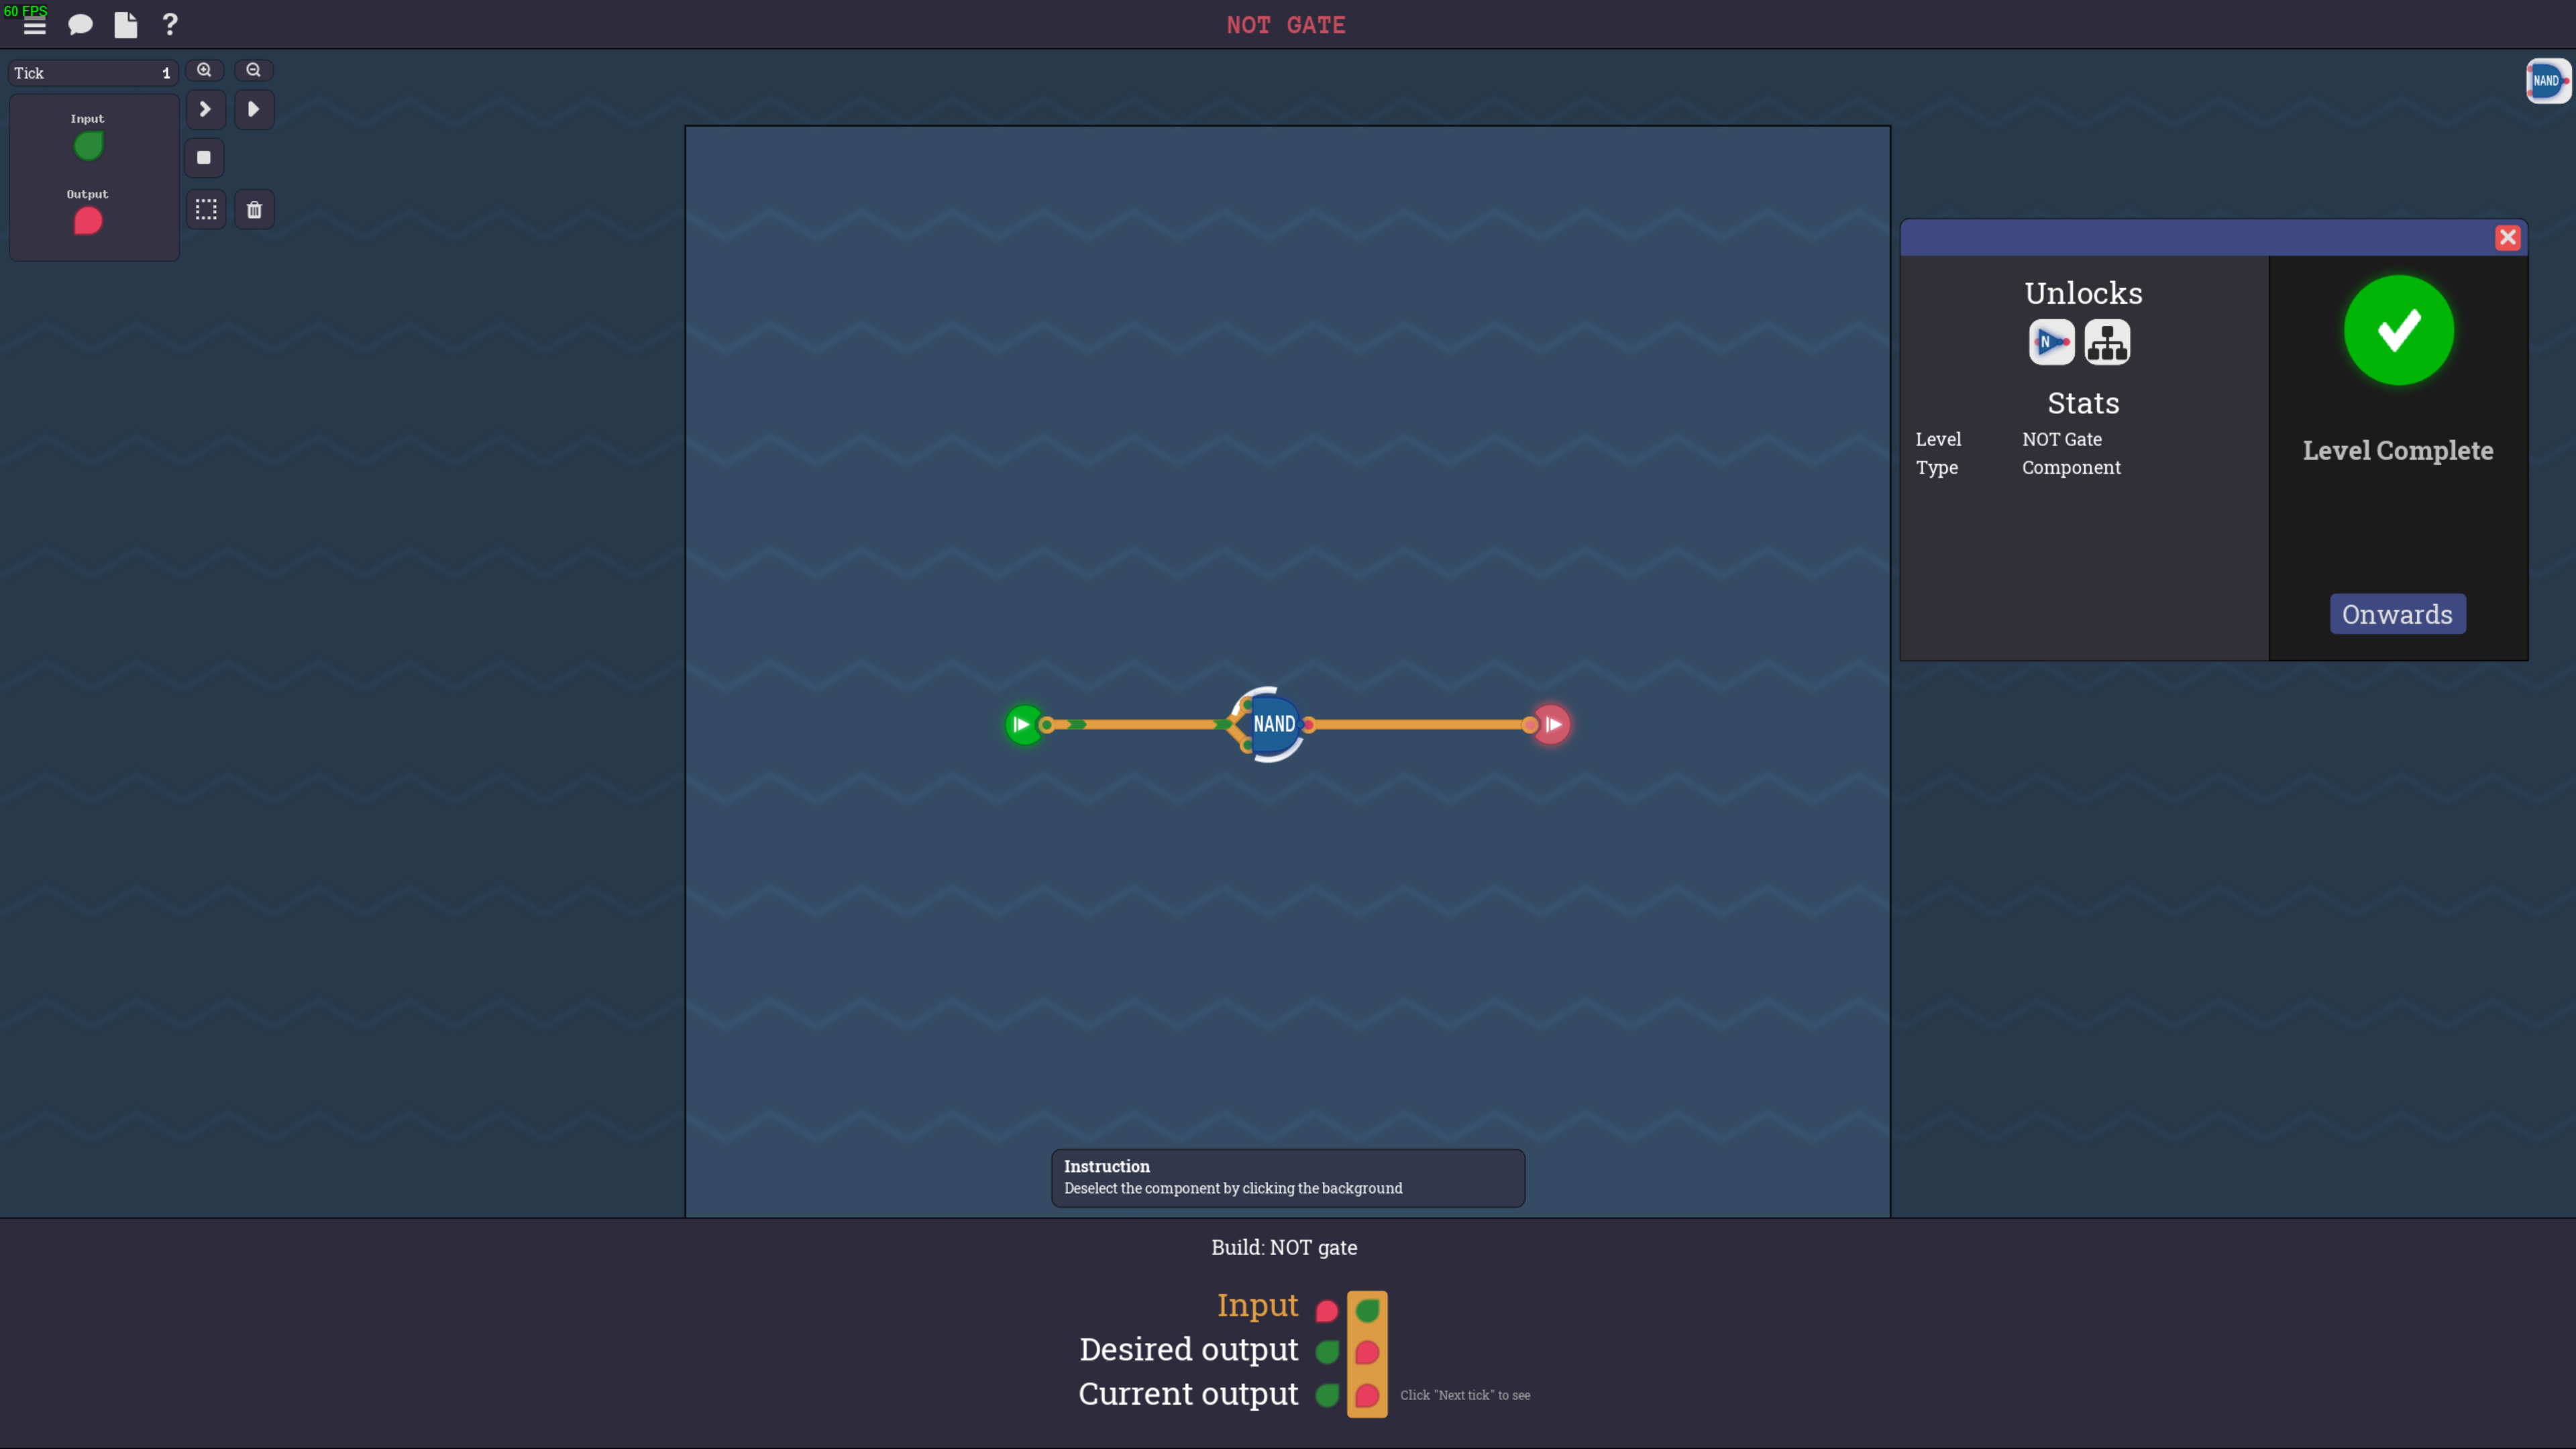 60 FPS
NOT GATE
Tick 1
Input
Output
NAND
Unlocks
N
Stats
Level NOT Gate
Type Component
Level Complete
Onwards
NAND
Instruction
Deselect the component by clicking the background
Build: NOT gate
Input
Desired output
Current output
Click "Next tick" to see